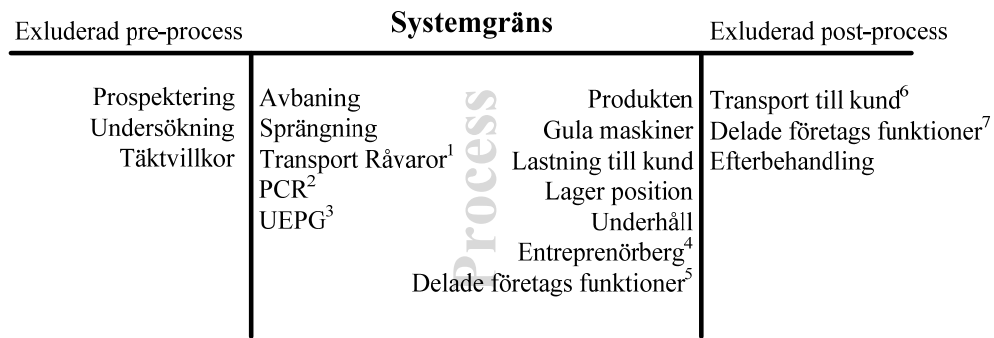 Systemgräns
Exluderad pre-process
Exluderad post-process
Prospektering
Undersökning
Täktvillkor
Avbaning
Sprängning
Transport Råvaror¹
PCR²
UEPG³
Process
Produkten
Gula maskiner
Lastning till kund
Lager position
Underhåll
Entreprenörberg⁴
Delade företags funktioner⁵
Transport till kund⁶
Delade företags funktioner⁷
Efterbehandling